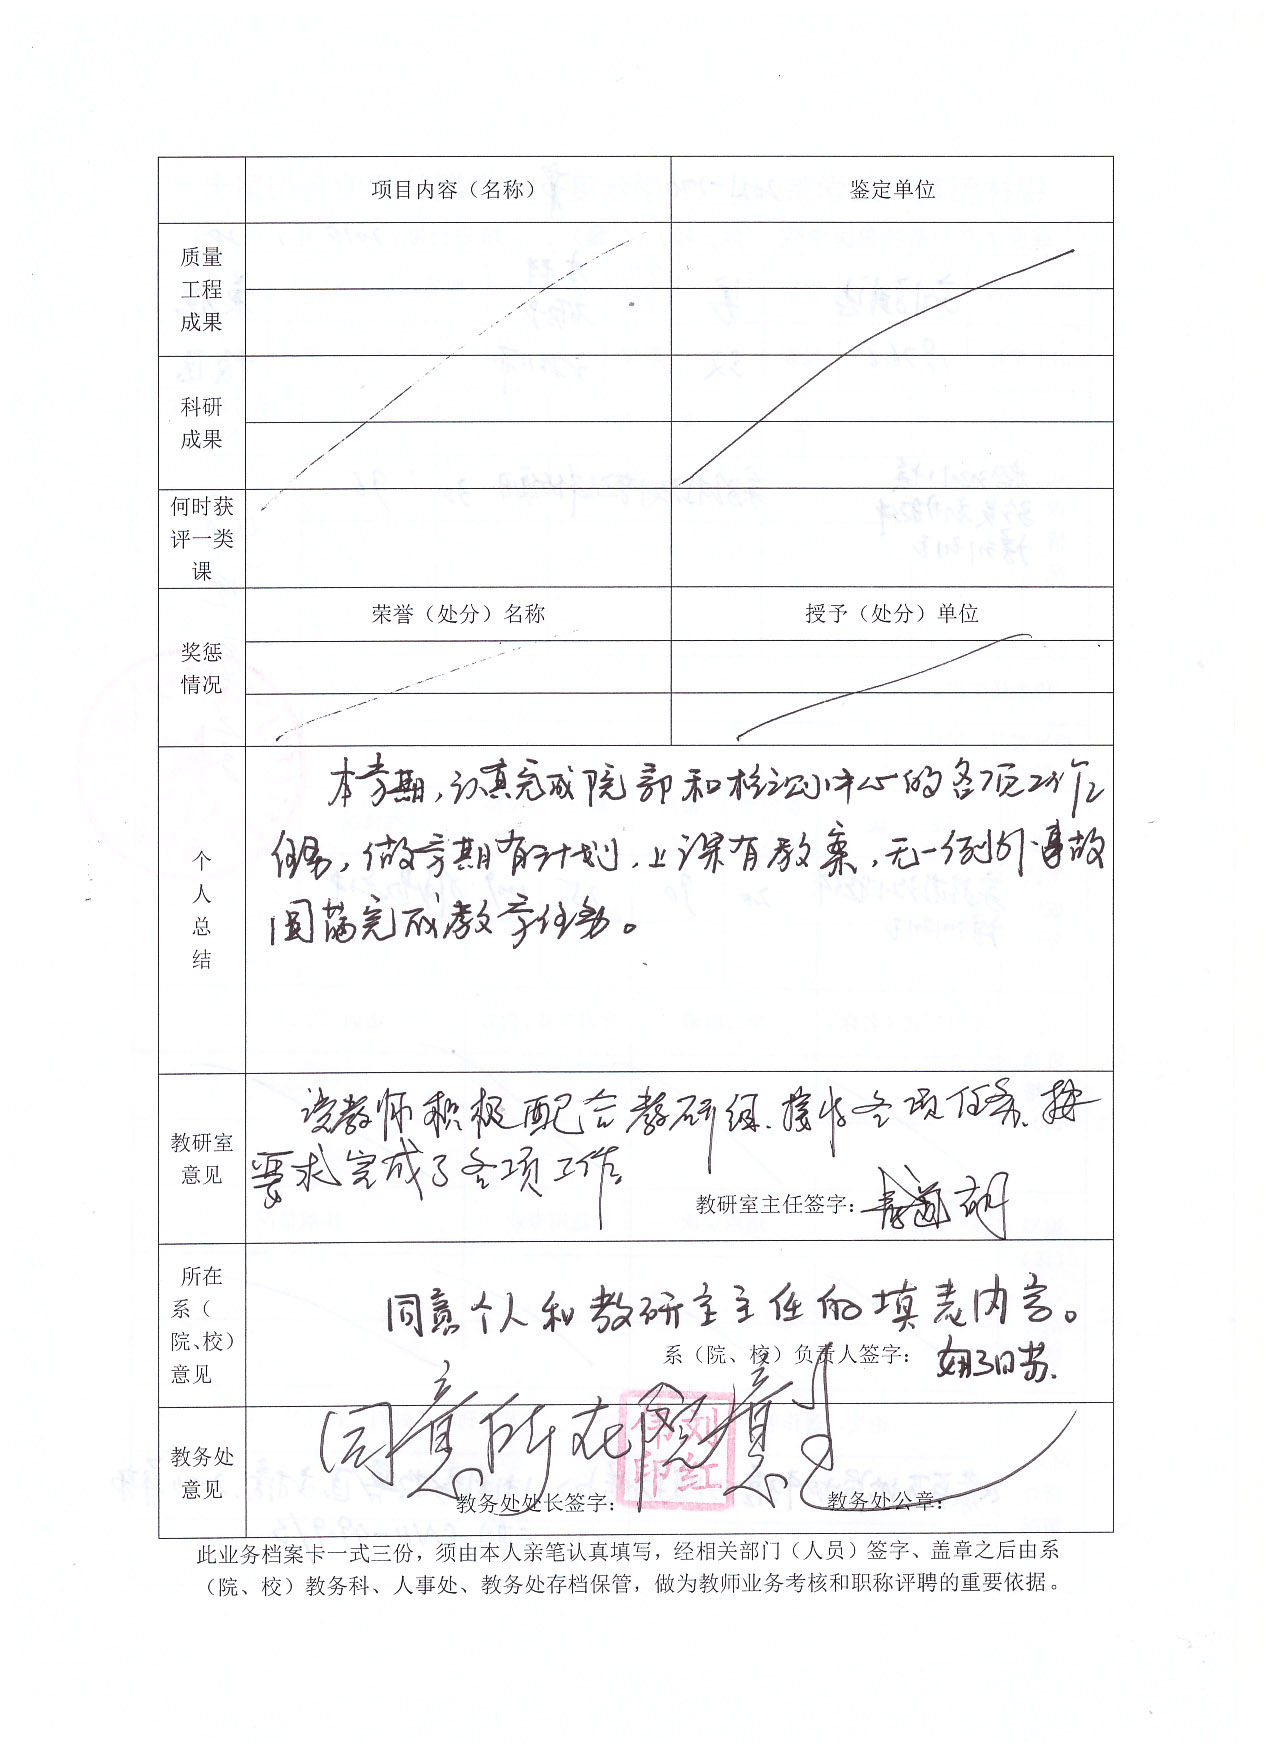 项目内容（名称）
鉴定单位
质量
工程
成果
科研
成果
何时获
评一类
课
奖惩
情况
荣誉（处分）名称
授予（处分）单位
个
人
总
结
本学期，认真完成院部和检测中心的各项工作
任务，做学期有计划，上课有教案，无一例外事故
圆满完成教学任务。
教研室
意见
该教师积极配合教研组、接收各项任务、按
要求完成了各项工作。
教研室主任签字：
所在
系（
院、校）
意见
同意个人和教研室主任的填表内容。
系（院、校）负责人签字：
教务处
意见
同意所在院意
刘红伟印
教务处处长签字：
教务处公章：
此业务档案卡一式三份，须由本人亲笔认真填写，经相关部门（人员）签字、盖章之后由系
（院、校）教务科、人事处、教务处存档保管，做为教师业务考核和职称评聘的重要依据。